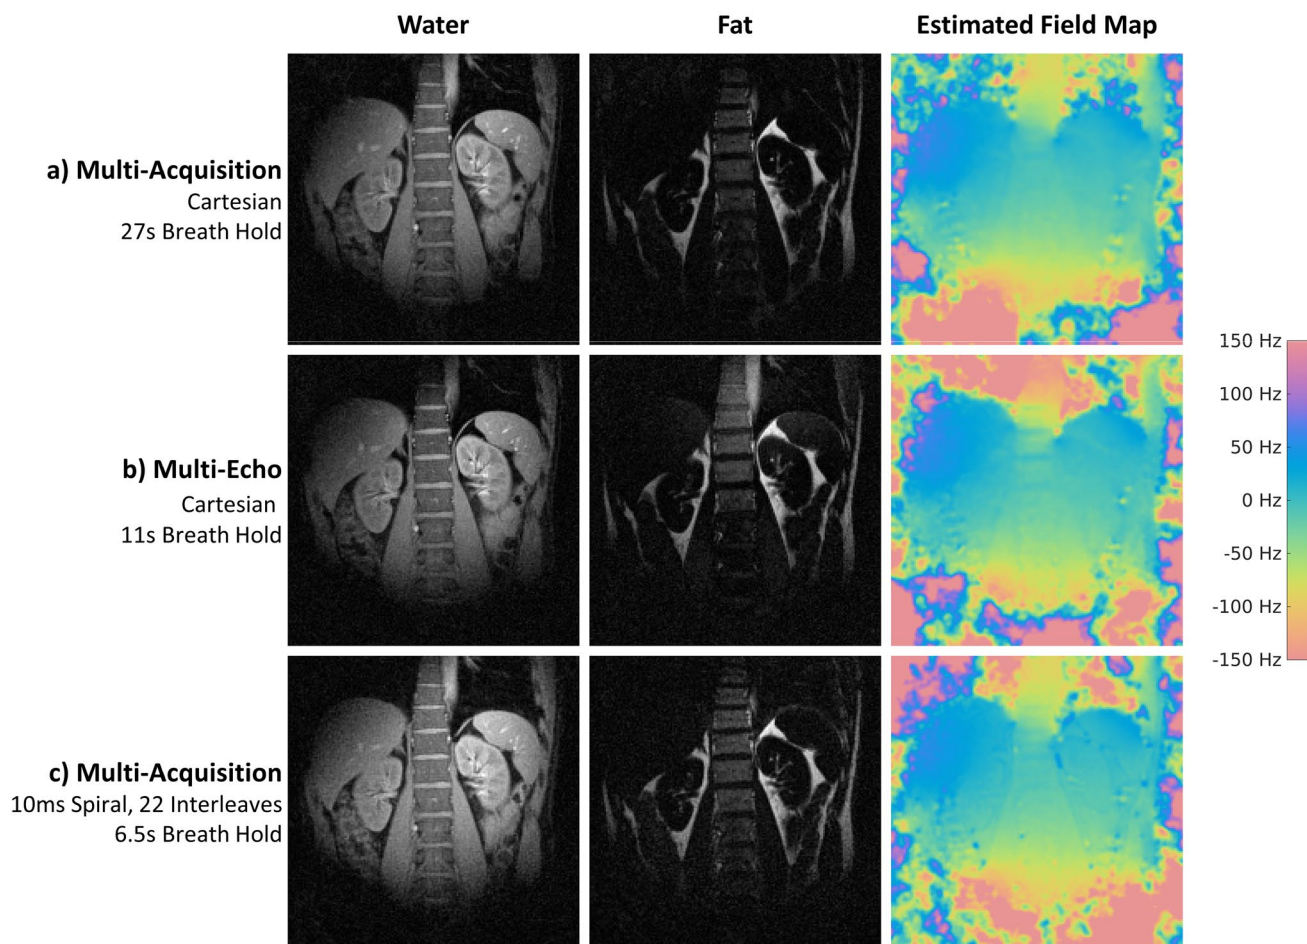 Water
Fat
Estimated Field Map
a) Multi-Acquisition
Cartesian
27s Breath Hold
b) Multi-Echo
Cartesian
11s Breath Hold
c) Multi-Acquisition
10ms Spiral, 22 Interleaves
6.5s Breath Hold
150 Hz
100 Hz
50 Hz
0 Hz
-50 Hz
-100 Hz
-150 Hz